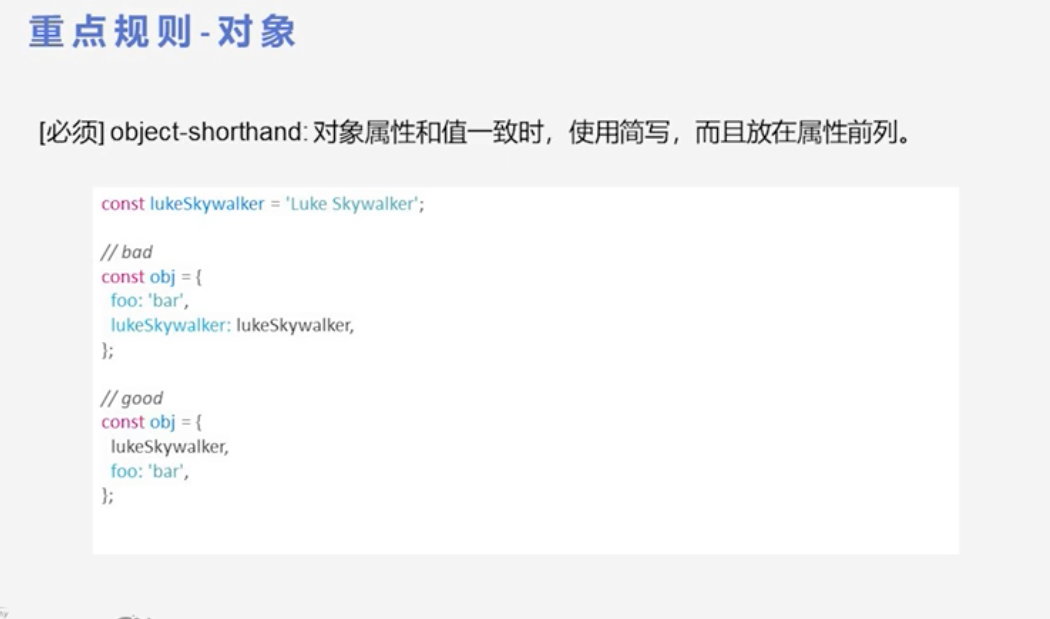 重点规则-对象
[必须] object-shorthand: 对象属性和值一致时，使用简写，而且放在属性前列。
const lukeSkywalker = 'Luke Skywalker';
// bad
const obj = {
foo: 'bar',
lukeSkywalker: lukeSkywalker,
};
// good
const obj = {
lukeSkywalker,
foo: 'bar',
};